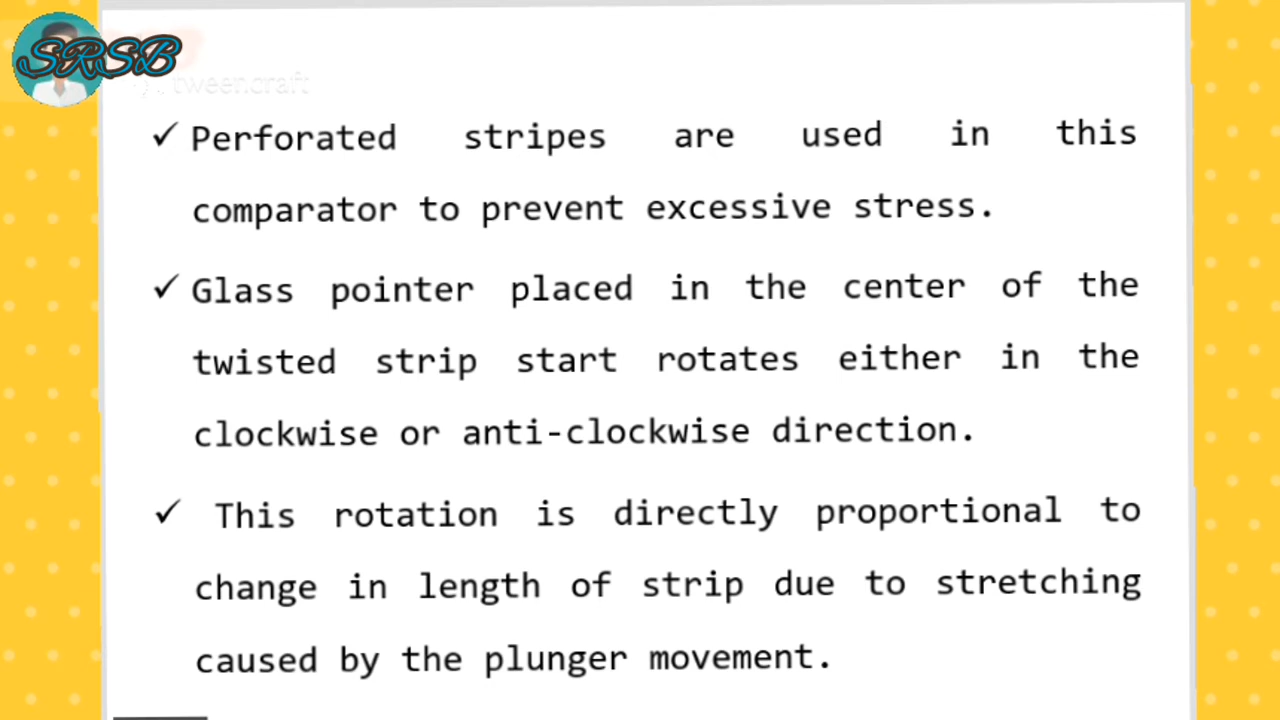 SRSB
tweencraft
✓ Perforated stripes are used in this
comparator to prevent excessive stress.
✓ Glass pointer placed in the center of the
twisted strip start rotates either in the
clockwise or anti-clockwise direction.
✓ This rotation is directly proportional to
change in length of strip due to stretching
caused by the plunger movement.